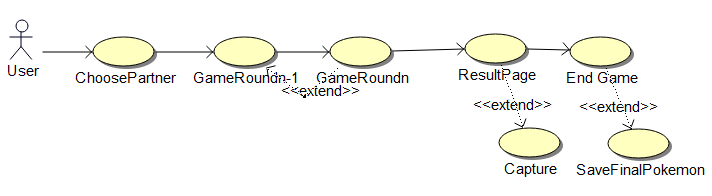 User
ChoosePartner
GameRoundn-1
GameRoundn
ResultPage
End Game
<<extend>>
<<extend>>
<<extend>>
Capture
SaveFinalPokemon